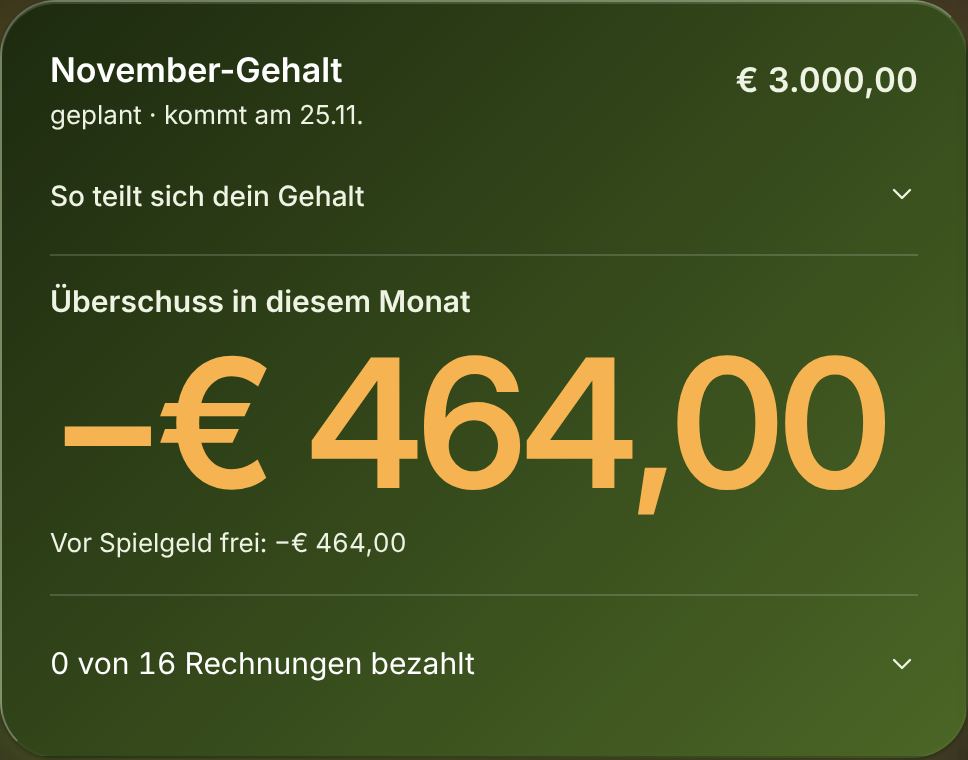 November-Gehalt
€ 3.000,00
geplant · kommt am 25.11.
So teilt sich dein Gehalt
Überschuss in diesem Monat
−€ 464,00
Vor Spielgeld frei: −€ 464,00
0 von 16 Rechnungen bezahlt